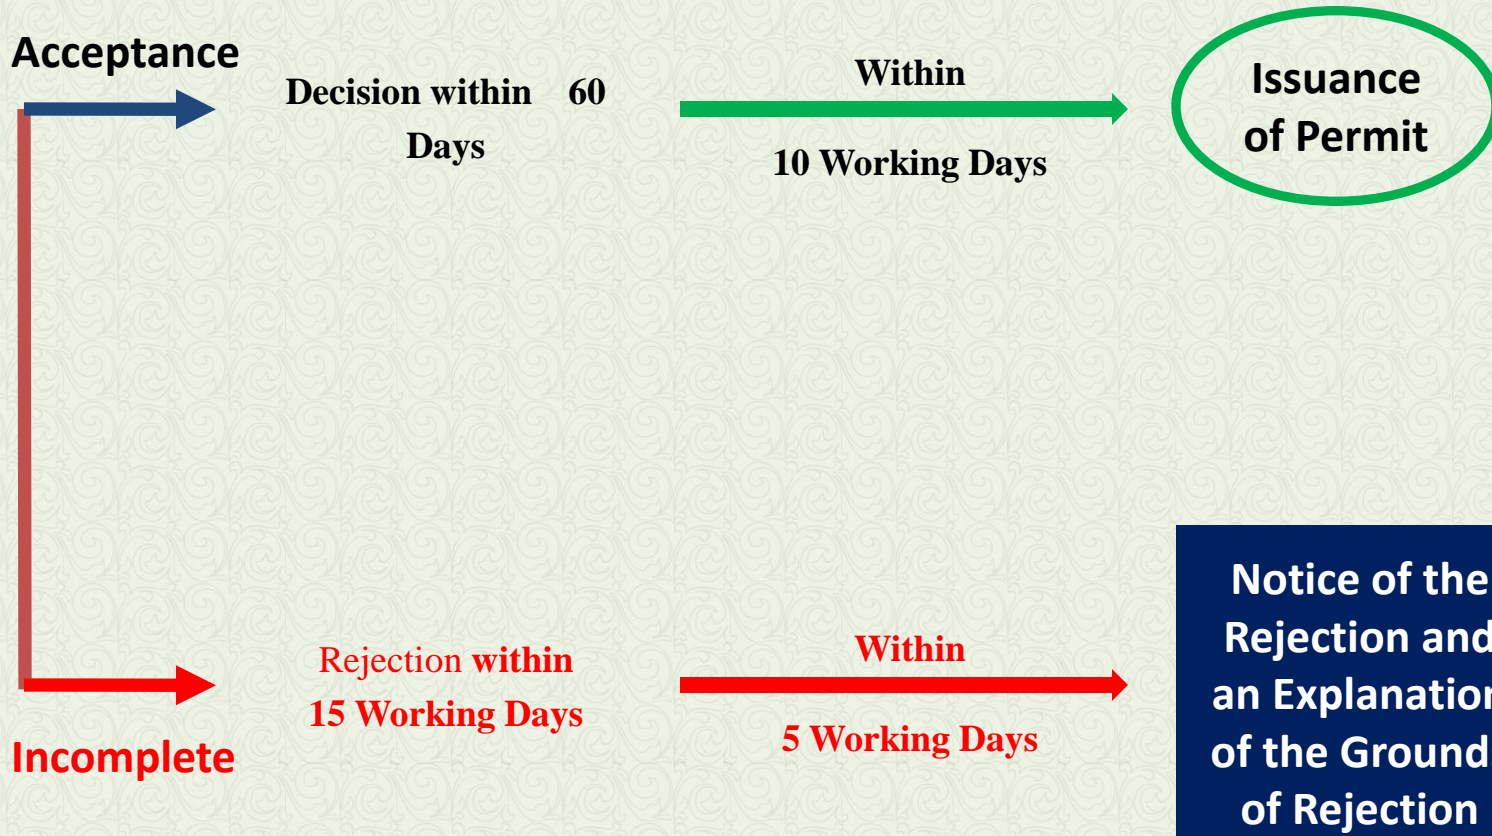 Acceptance
Decision within 60
Days
Within
10 Working Days
Issuance
of Permit
Rejection within
15 Working Days
Incomplete
Within
5 Working Days
Notice of the
Rejection and
an Explanation
of the Ground
of Rejection